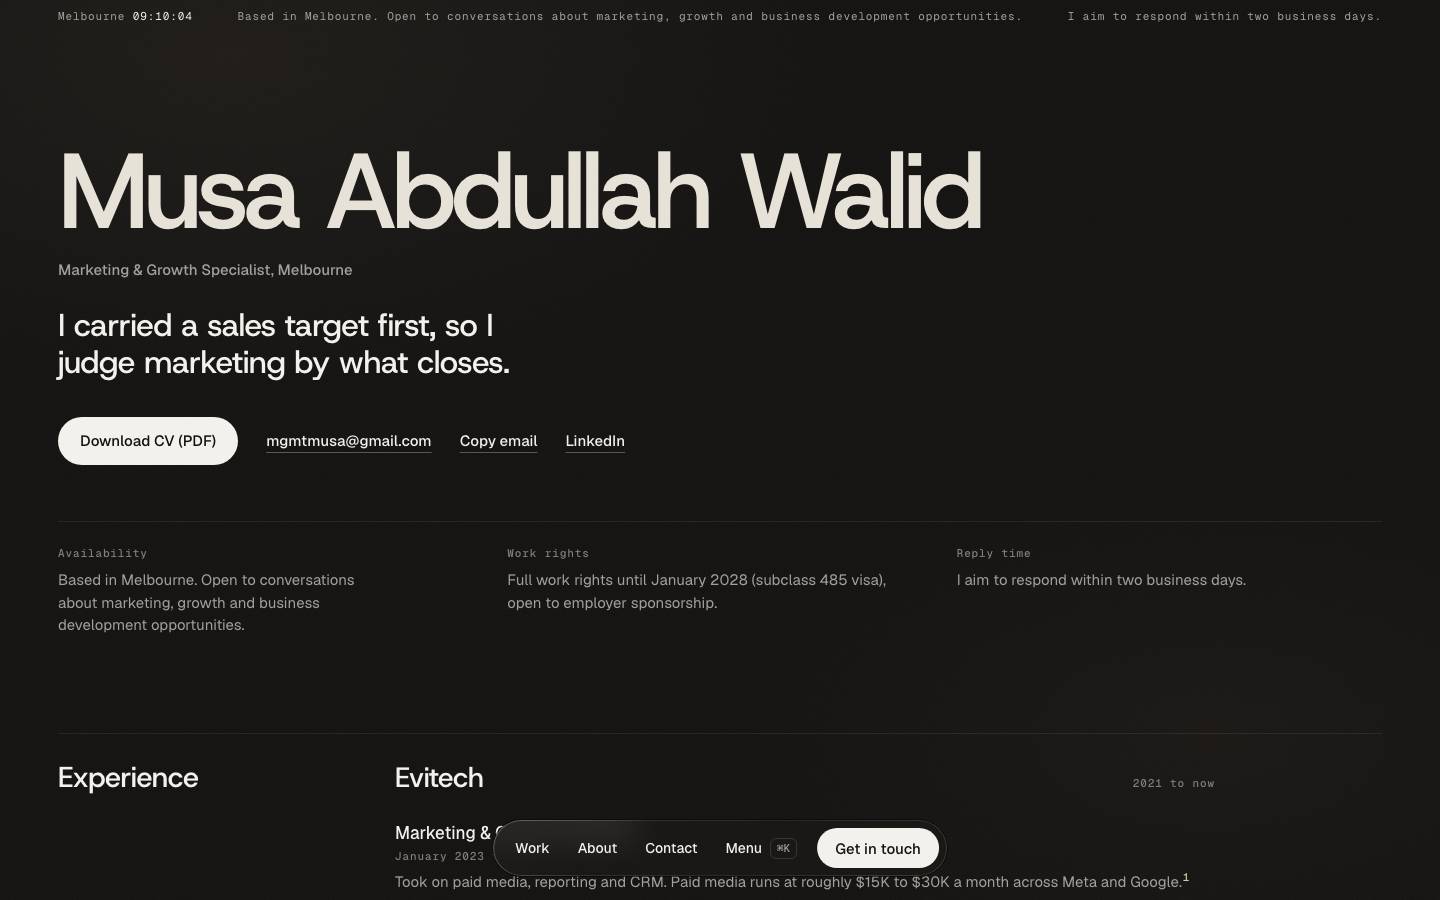 Melbourne 09:10:04 Based in Melbourne. Open to conversations about marketing, growth and business development opportunities. I aim to respond within two business days.
Musa Abdullah Walid
Marketing & Growth Specialist, Melbourne
I carried a sales target first, so I
judge marketing by what closes.
Download CV (PDF) mgmtmusa@gmail.com Copy email LinkedIn
Availability
Based in Melbourne. Open to conversations
about marketing, growth and business
development opportunities.
Work rights
Full work rights until January 2028 (subclass 485 visa),
open to employer sponsorship.
Reply time
I aim to respond within two business days.
Experience
Evitech
2021 to now
Marketing &
January 2023
Took on paid media, reporting and CRM. Paid media runs at roughly $15K to $30K a month across Meta and Google.1
Work About Contact Menu ⌘K Get in touch